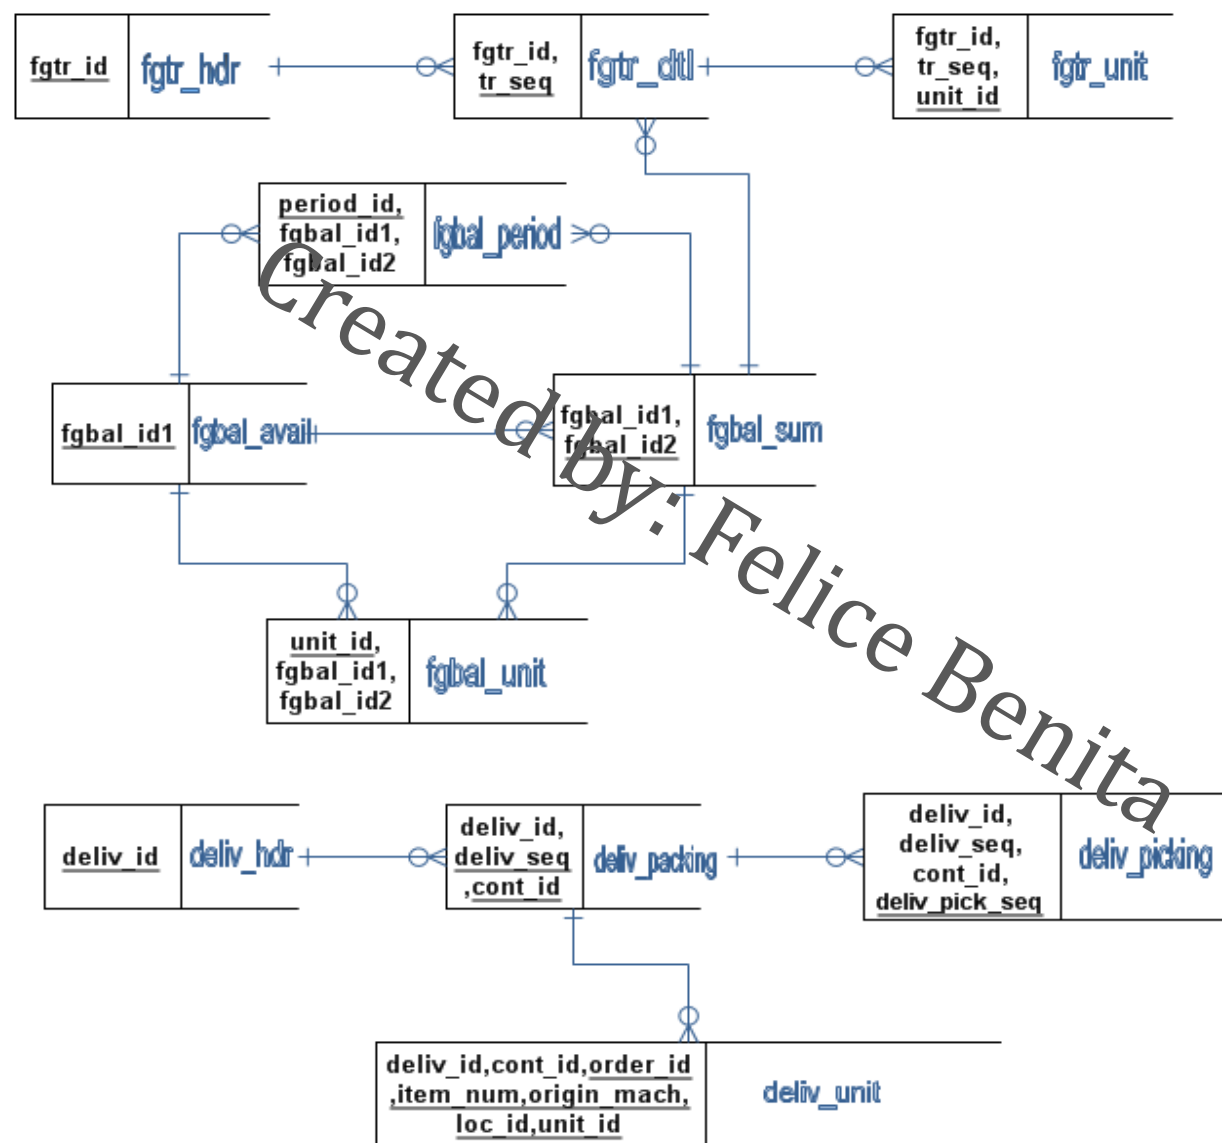 fgtr_id
fgtr_hdr
fgtr_id,
tr_seq
fgtr_dtl
fgtr_id,
tr_seq,
unit_id
fgtr_unit
period_id,
fgbal_id1,
fgbal_id2
fgbal_period
fgbal_id1
fgbal_avail
fgbal_id1,
fgbal_id2
fgbal_sum
unit_id,
fgbal_id1,
fgbal_id2
fgbal_unit
Created by: Felice Benita
deliv_id
deliv_hdr
deliv_id,
deliv_seq
,cont_id
deliv_packing
deliv_id,
deliv_seq,
cont_id,
deliv_pick_seq
deliv_picking
deliv_id,cont_id,order_id
,item_num,origin_mach,
loc_id,unit_id
deliv_unit